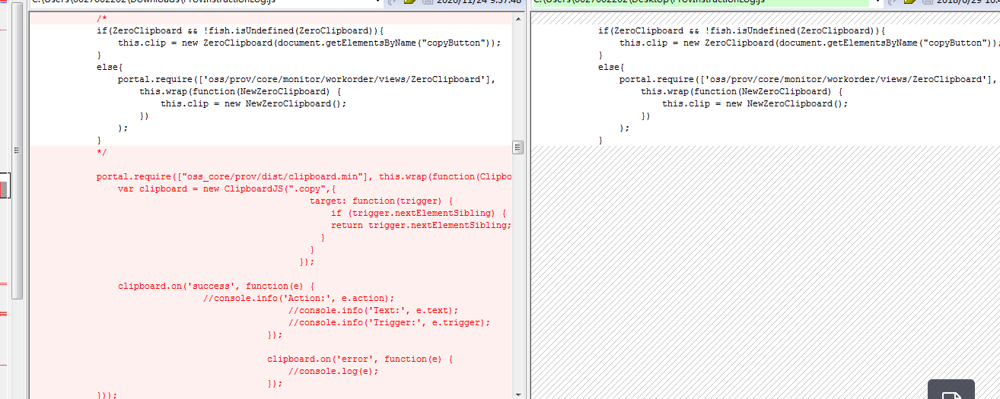 C:\Users\0027002202\Downloads\ProvInstractionLog.js 2020/11/24 9:37:48
/*
if(ZeroClipboard && !fish.isUndefined(ZeroClipboard)){
this.clip = new ZeroClipboard(document.getElementsByName("copyButton"));
}
else{
portal.require(['oss/prov/core/monitor/workorder/views/ZeroClipboard'],
this.wrap(function(NewZeroClipboard) {
this.clip = new NewZeroClipboard();
})
);
}
*/
portal.require(["oss_core/prov/dist/clipboard.min"], this.wrap(function(Clipbo
var clipboard = new ClipboardJS(".copy",{
target: function(trigger) {
if (trigger.nextElementSibling) {
return trigger.nextElementSibling;
}
}
});
clipboard.on('success', function(e) {
//console.info('Action:', e.action);
//console.info('Text:', e.text);
//console.info('Trigger:', e.trigger);
});
clipboard.on('error', function(e) {
//console.log(e);
});
}));
C:\Users\0027002202\Desktop\ProvInstractionLog.js 2018/6/29 10:4
if(ZeroClipboard && !fish.isUndefined(ZeroClipboard)){
this.clip = new ZeroClipboard(document.getElementsByName("copyButton"));
}
else{
portal.require(['oss/prov/core/monitor/workorder/views/ZeroClipboard'],
this.wrap(function(NewZeroClipboard) {
this.clip = new NewZeroClipboard();
})
);
}